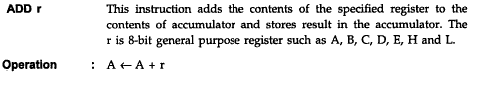 ADD r This instruction adds the contents of the specified register to the
contents of accumulator and stores result in the accumulator. The
r is 8-bit general purpose register such as A, B, C, D, E, H and L.
Operation : A ← A + r